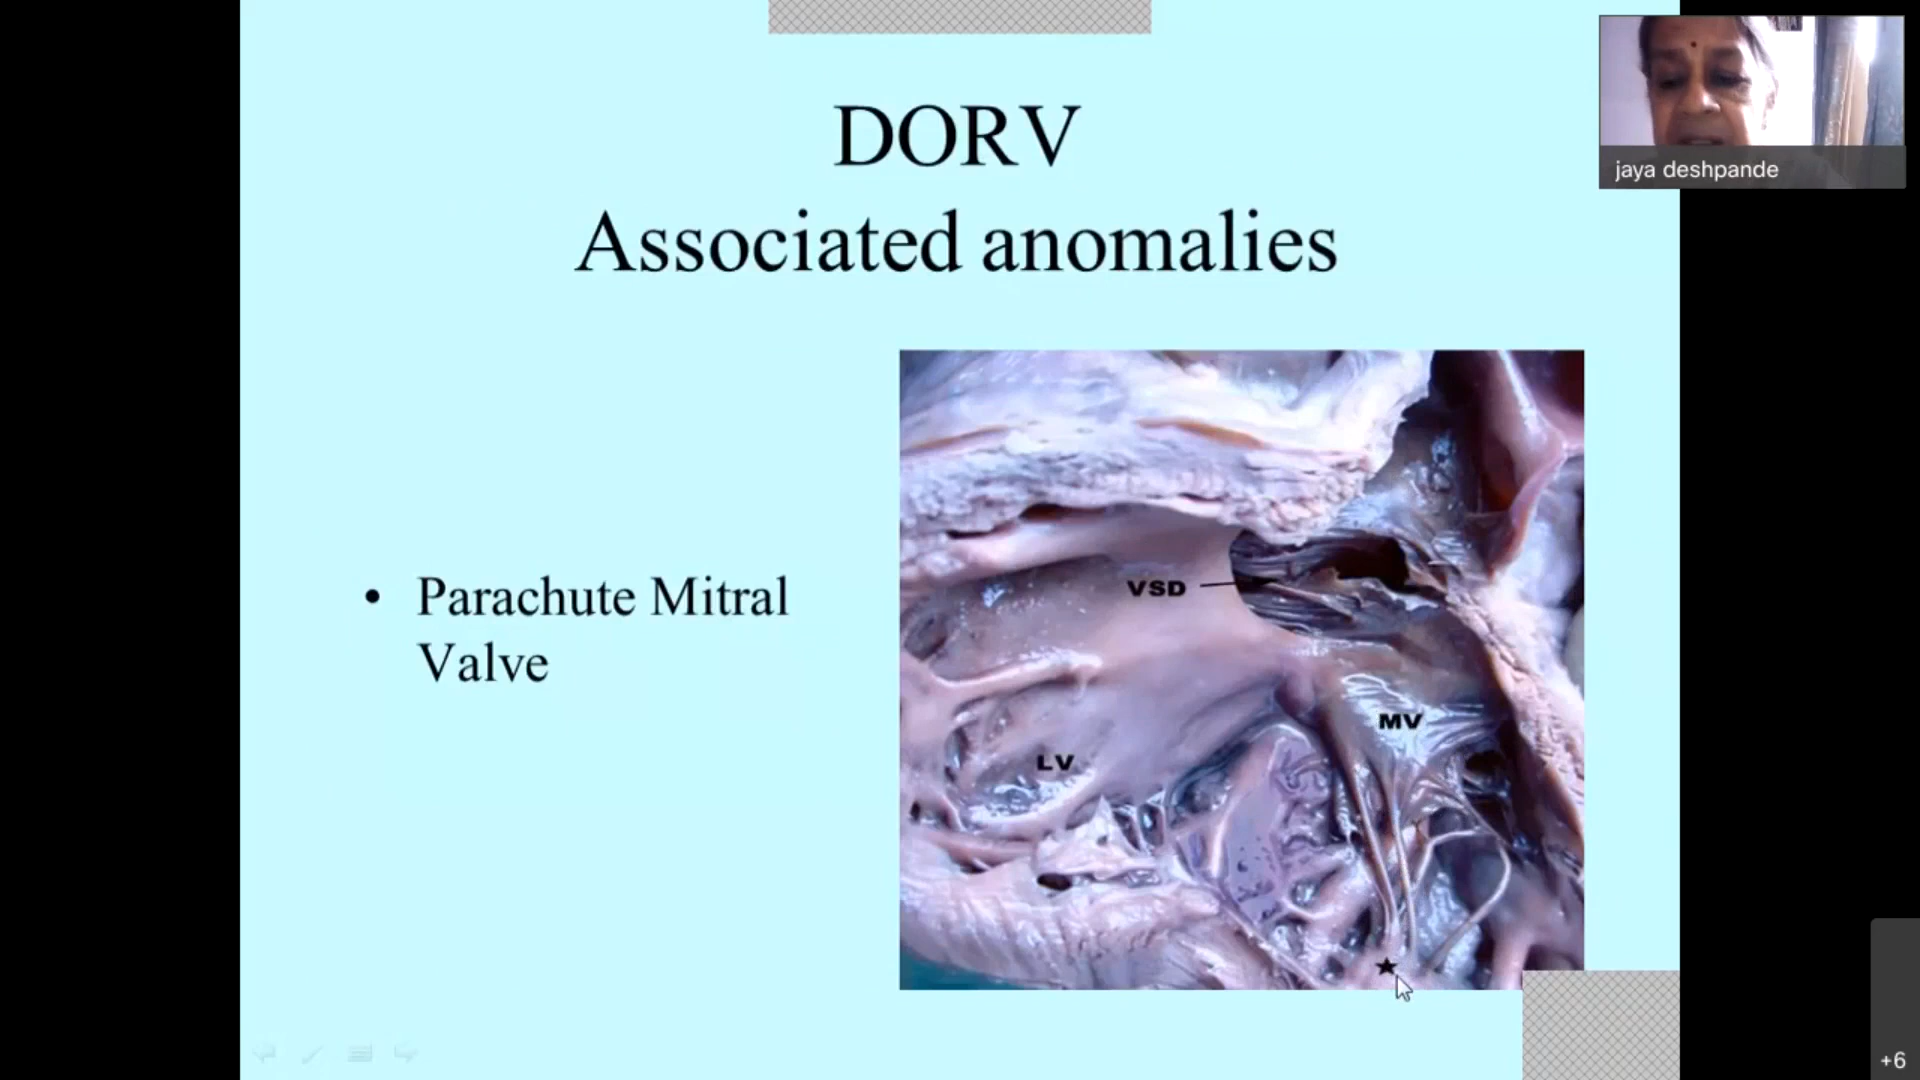 DORV
Associated anomalies
• Parachute Mitral
Valve
VSD
MV
LV
★
jaya deshpande
+6